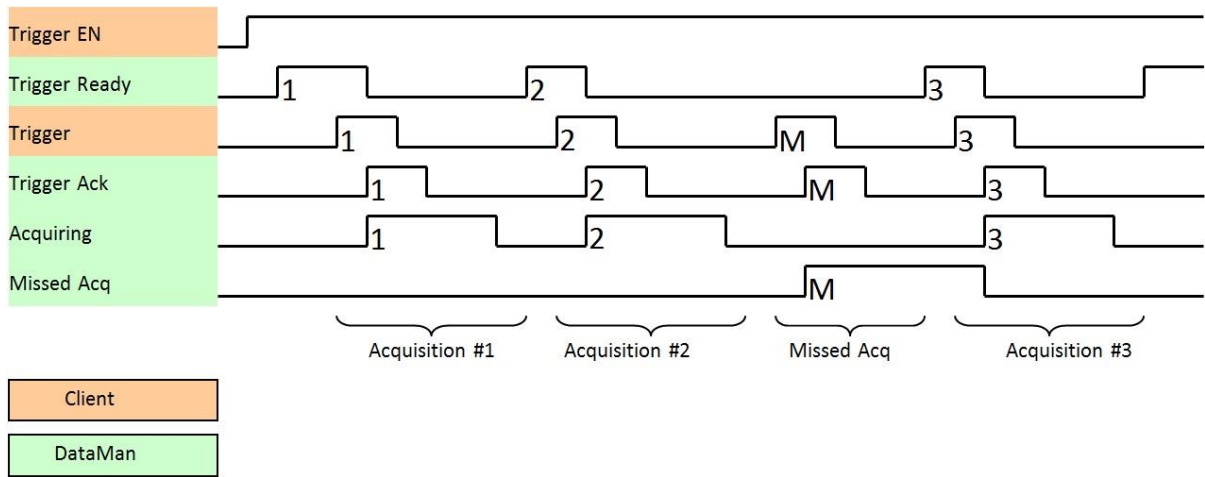 Trigger EN
Trigger Ready 1 2 3
Trigger 1 2 M 3
Trigger Ack 1 2 M 3
Acquiring 1 2 3
Missed Acq M
Acquisition #1 Acquisition #2 Missed Acq Acquisition #3
Client
DataMan